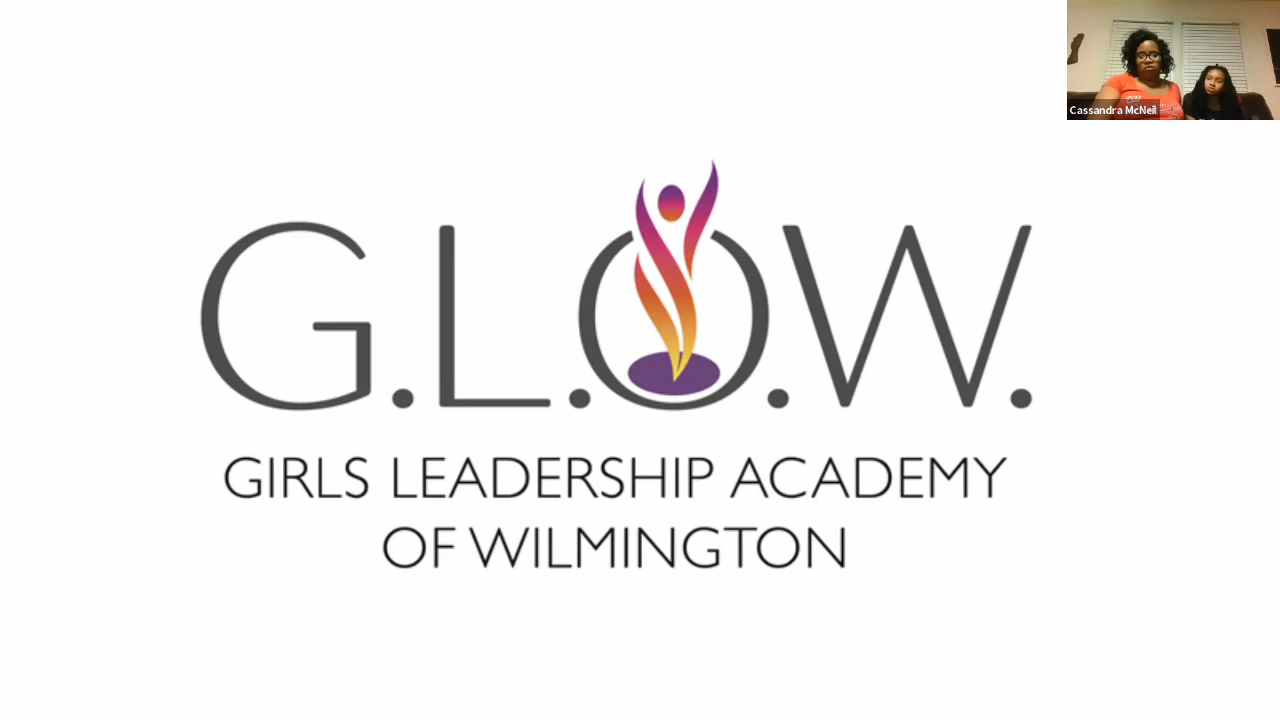 Cassandra McNeil
G.L.O.W.
GIRLS LEADERSHIP ACADEMY
OF WILMINGTON